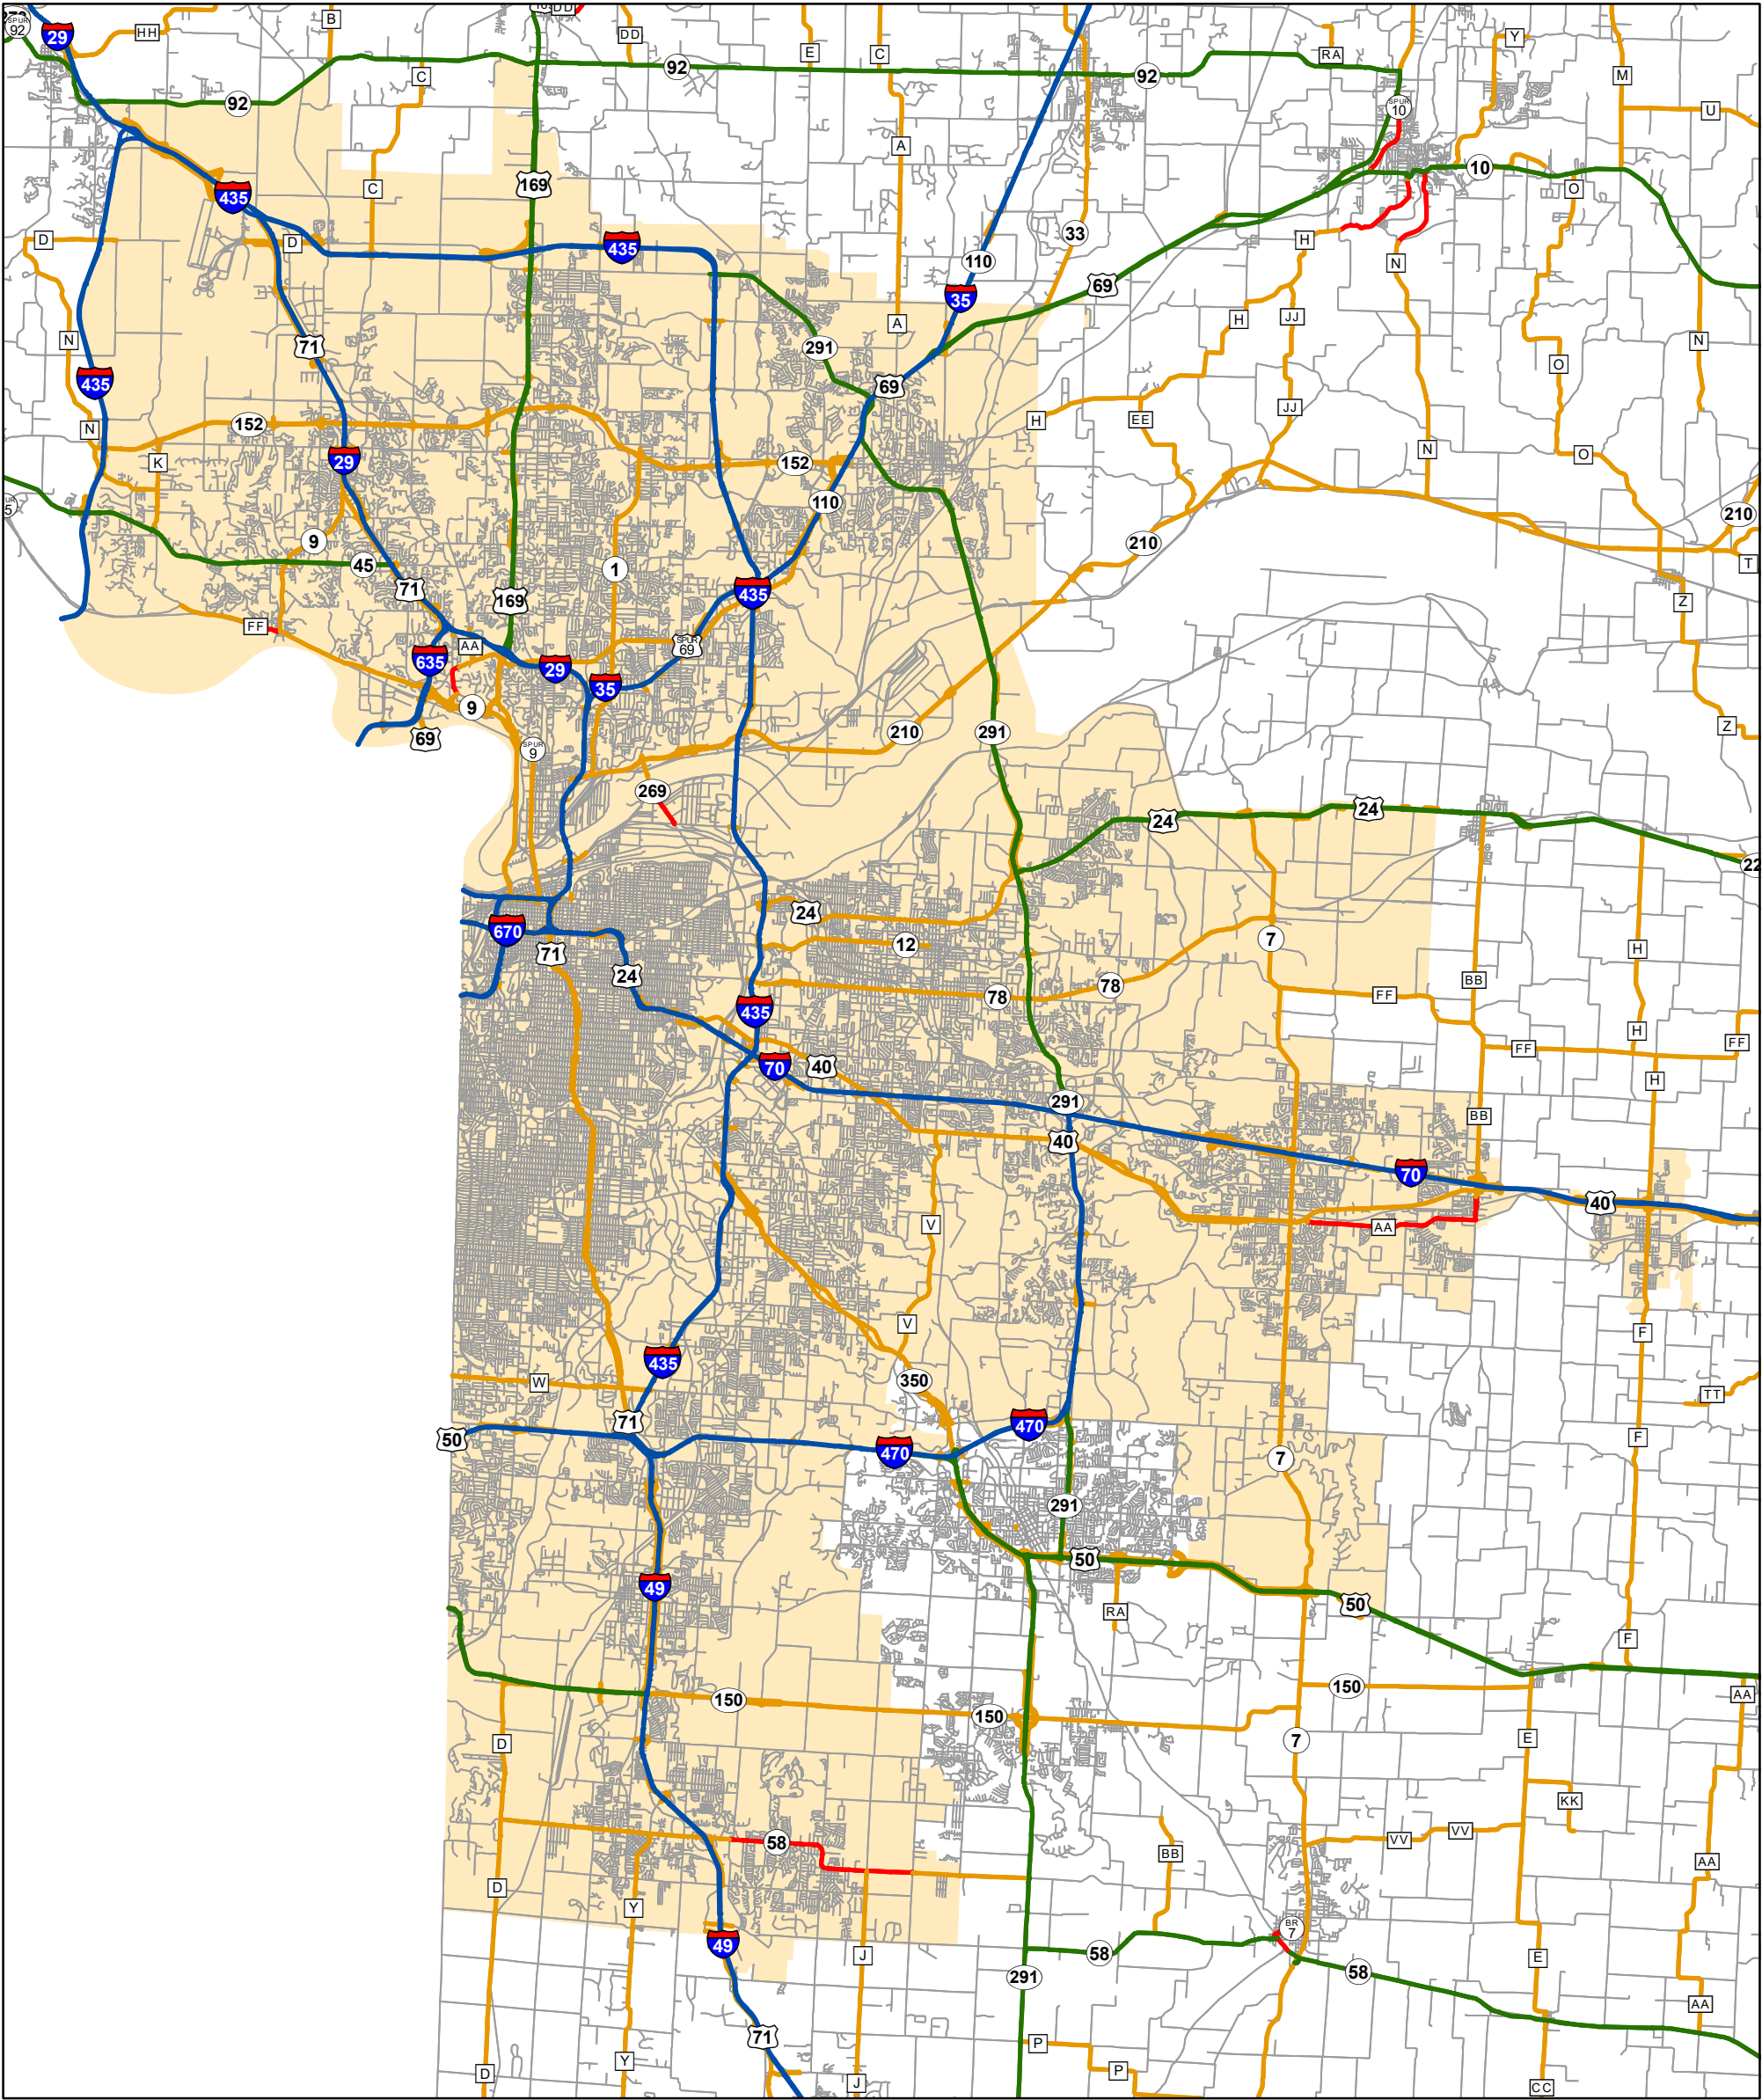 SPUR
92
29
HH
B
DD
DD
E
C
RA
Y
M
C
92
92
92
SPUR
10
U
A
10
435
C
169
O
D
D
435
33
H
110
N
69
35
N
71
A
H
JJ
291
N
435
69
O
152
N
H
EE
JJ
K
29
152
N
O
110
210
9
210
45
1
T
71
435
169
Z
FF
AA
SPUR
69
635
29
35
9
69
SPUR
9
210
291
Z
269
24
24
22
24
670
12
7
71
24
78
78
H
BB
FF
435
H
FF
FF
70
40
H
291
BB
40
70
40
V
AA
V
F
435
350
W
TT
71
50
470
470
F
7
291
50
49
50
RA
F
150
150
150
AA
D
7
E
KK
58
VV
VV
BB
AA
D
Y
BR
7
49
J
58
E
58
291
AA
71
P
Y
D
J
P
CC